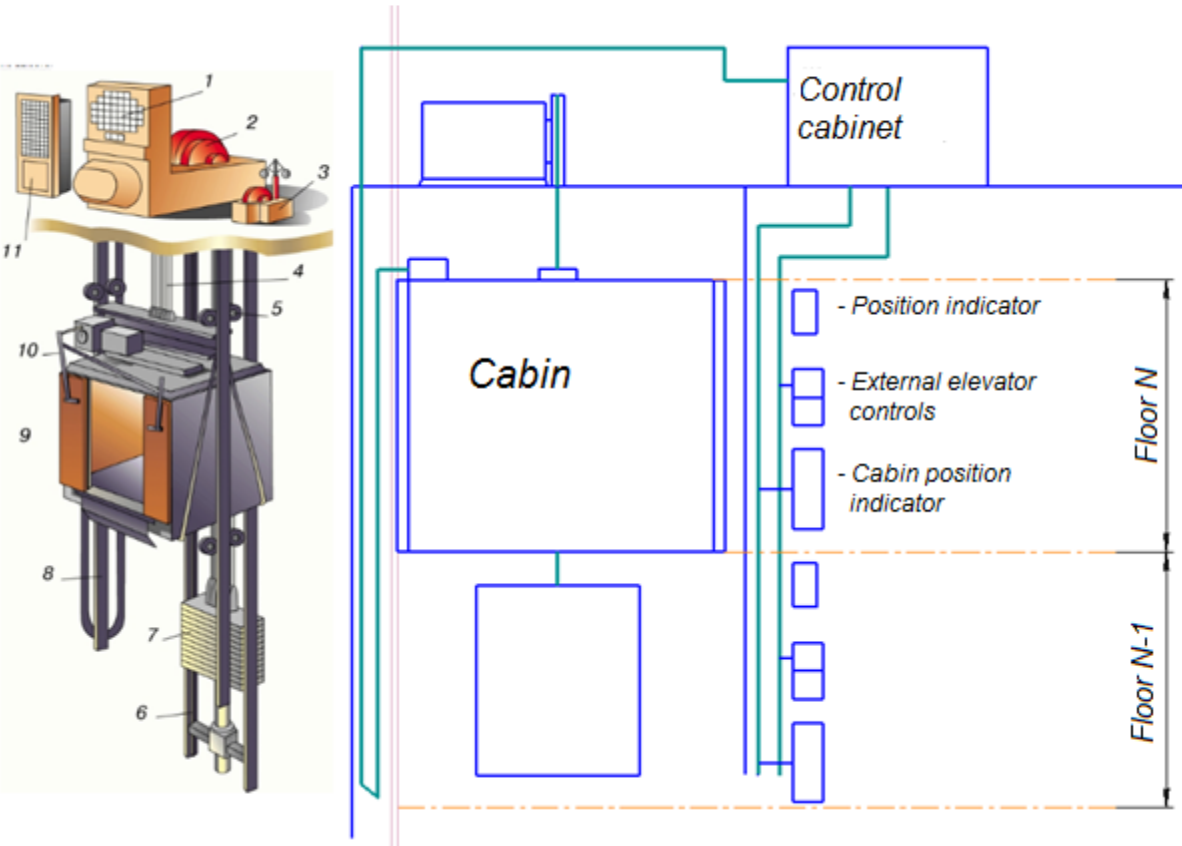 1
2
3
11
4
5
10
9
8
7
6
Control
cabinet
Cabin
- Position indicator
- External elevator
controls
- Cabin position
indicator
Floor N
Floor N-1